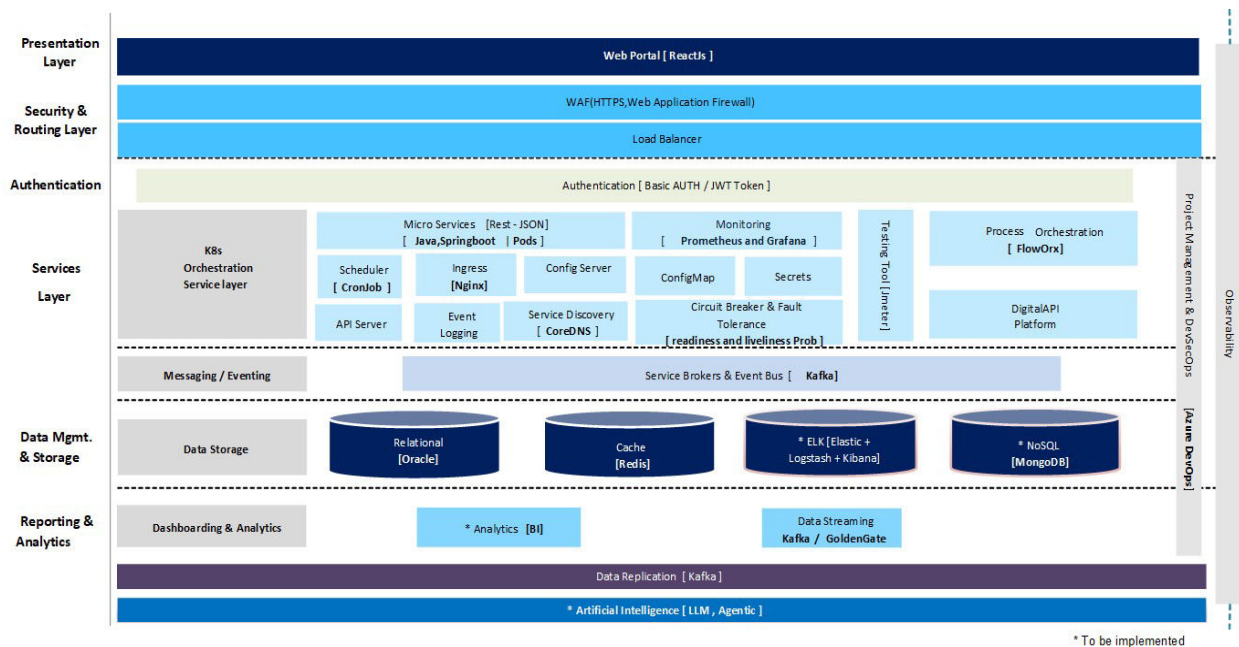 Presentation
Layer
Web Portal [ ReactJs ]
Security &
Routing Layer
WAF(HTTPS,Web Application Firewall)
Load Balancer
Authentication
Authentication [ Basic AUTH / JWT Token ]
Services
Layer
K8s
Orchestration
Service layer
Micro Services [Rest - JSON]
[ Java,Springboot | Pods ]
Scheduler
[ CronJob ]
Ingress
[Nginx]
Config Server
API Server
Event
Logging
Service Discovery
[ CoreDNS ]
Monitoring
[ Prometheus and Grafana ]
ConfigMap
Secrets
Circuit Breaker & Fault
Tolerance
[ readiness and liveliness Prob ]
Testing Tool [Jmeter]
Process Orchestration
[ FlowOrx ]
DigitalAPI
Platform
Messaging / Eventing
Service Brokers & Event Bus [ Kafka]
Data Mgmt.
& Storage
Data Storage
Relational
[Oracle]
Cache
[Redis]
* ELK [Elastic +
Logstash + Kibana]
* NoSQL
[MongoDB]
Reporting &
Analytics
Dashboarding & Analytics
* Analytics [BI]
Data Streaming
Kafka / GoldenGate
Project Management & DevSecOps [Azure DevOps]
Observability
Data Replication [ Kafka ]
* Artificial Intelligence [ LLM , Agentic ]
* To be implemented